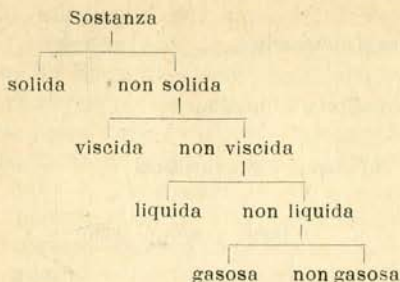 Sostanza
solida non solida
viscida non viscida
liquida non liquida
gasosa non gasosa